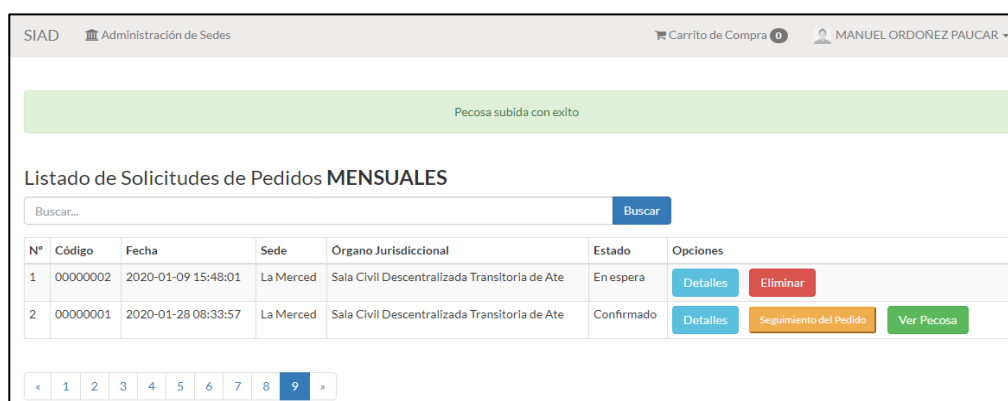 SIAD Administración de Sedes Carrito de Compra 0 MANUEL ORDOÑEZ PAUCAR
Pecosa subida con exito
Listado de Solicitudes de Pedidos MENSUALES
Buscar... Buscar
N° Código Fecha Sede Órgano Jurisdiccional Estado Opciones
1 00000002 2020-01-09 15:48:01 La Merced Sala Civil Descentralizada Transitoria de Ate En espera Detalles Eliminar
2 00000001 2020-01-28 08:33:57 La Merced Sala Civil Descentralizada Transitoria de Ate Confirmado Detalles Seguimiento del Pedido Ver Pecosa
« 1 2 3 4 5 6 7 8 9 »